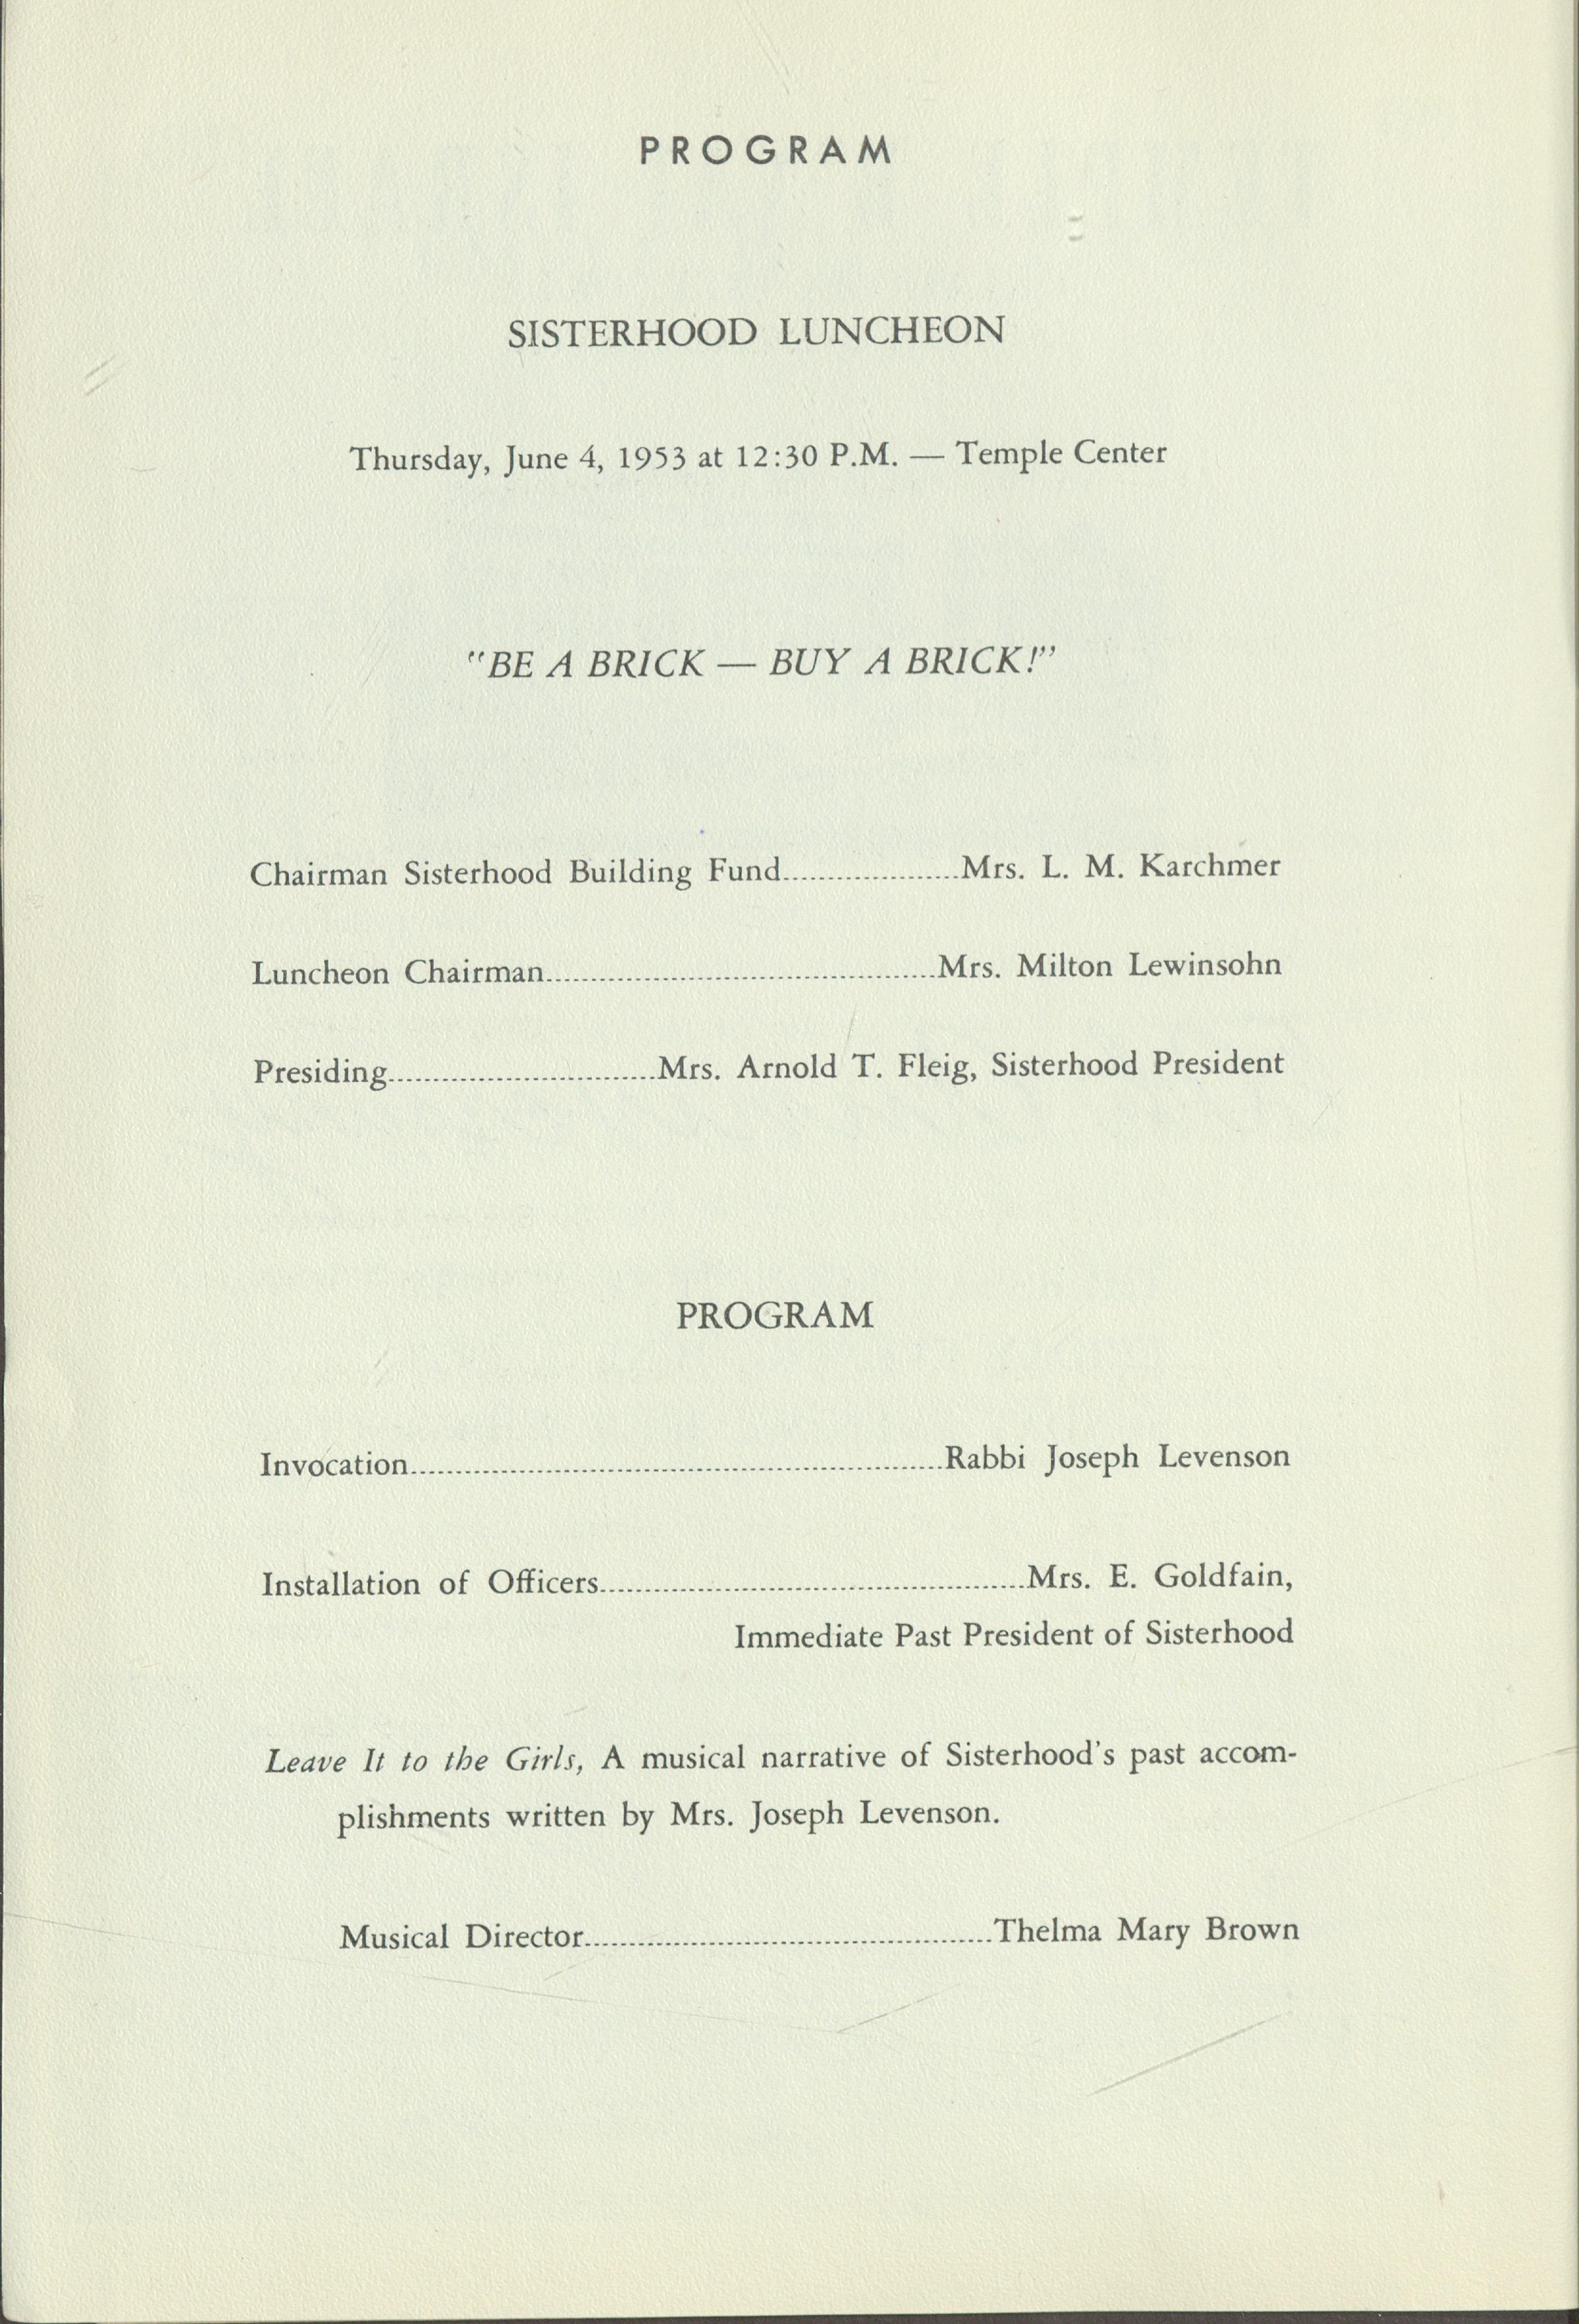 PROGRAM
SISTERHOOD LUNCHEON
Thursday, June 4, 1953 at 12:30 P.M. — Temple Center
"BE A BRICK — BUY A BRICK!"
Chairman Sisterhood Building Fund....................Mrs. L. M. Karchmer
Luncheon Chairman............................................Mrs. Milton Lewinsohn
Presiding..............................Mrs. Arnold T. Fleig, Sisterhood President
PROGRAM
Invocation............................................................Rabbi Joseph Levenson
Installation of Officers................................................Mrs. E. Goldfain,
Immediate Past President of Sisterhood
Leave It to the Girls, A musical narrative of Sisterhood's past accom-
plishments written by Mrs. Joseph Levenson.
Musical Director..............................................Thelma Mary Brown